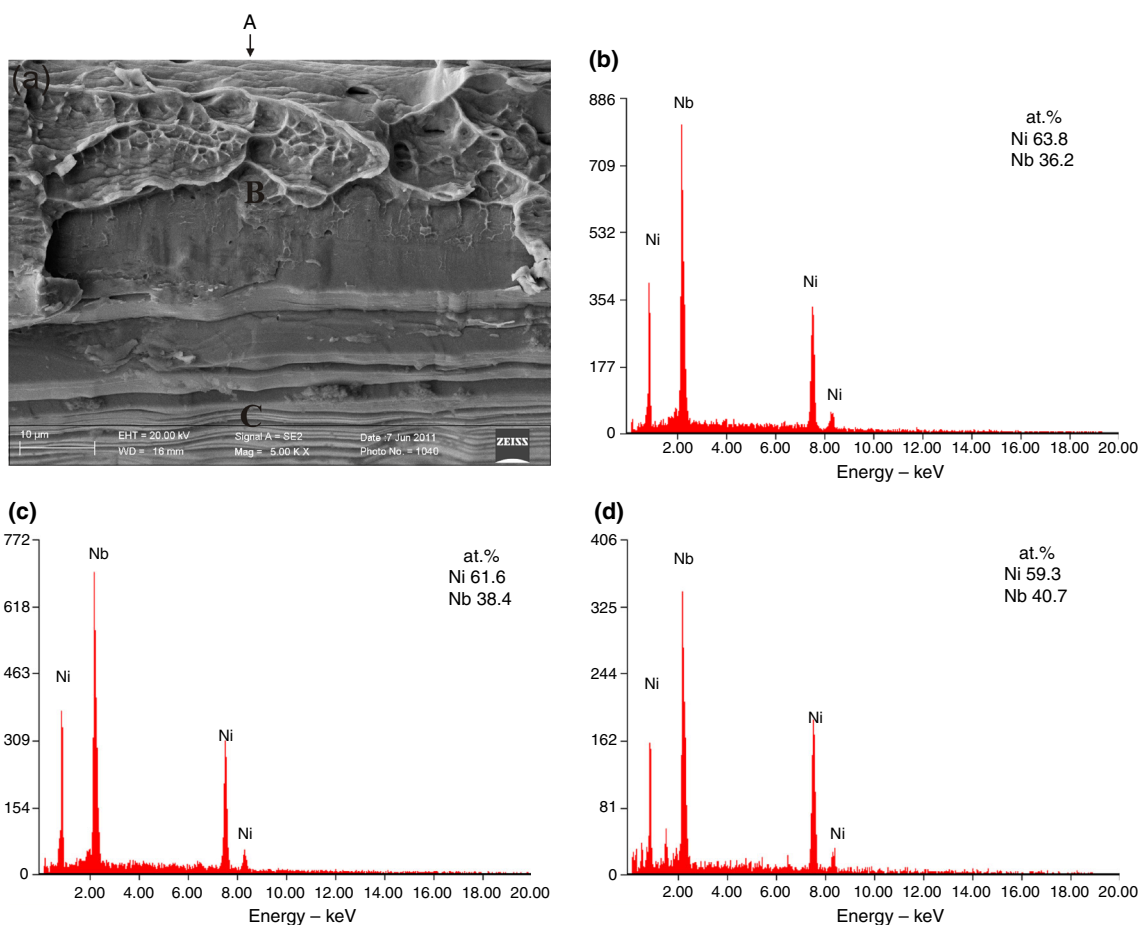 A
(a)
B
C
10 µm
EHT = 20.00 kV
WD = 16 mm
Signal A = SE2
Mag = 5.00 K X
Date :7 Jun 2011
Photo No. = 1040
ZEISS
(b)
886
709
532
354
177
0
Nb
Ni
Ni
Ni
at.%
Ni 63.8
Nb 36.2
2.00 4.00 6.00 8.00 10.00 12.00 14.00 16.00 18.00 20.00
Energy – keV
(c)
772
618
463
309
154
0
Nb
Ni
Ni
Ni
at.%
Ni 61.6
Nb 38.4
2.00 4.00 6.00 8.00 10.00 12.00 14.00 16.00 18.00 20.00
Energy – keV
(d)
406
325
244
162
81
0
Nb
Ni
Ni
Ni
at.%
Ni 59.3
Nb 40.7
2.00 4.00 6.00 8.00 10.00 12.00 14.00 16.00 18.00 20.00
Energy – keV